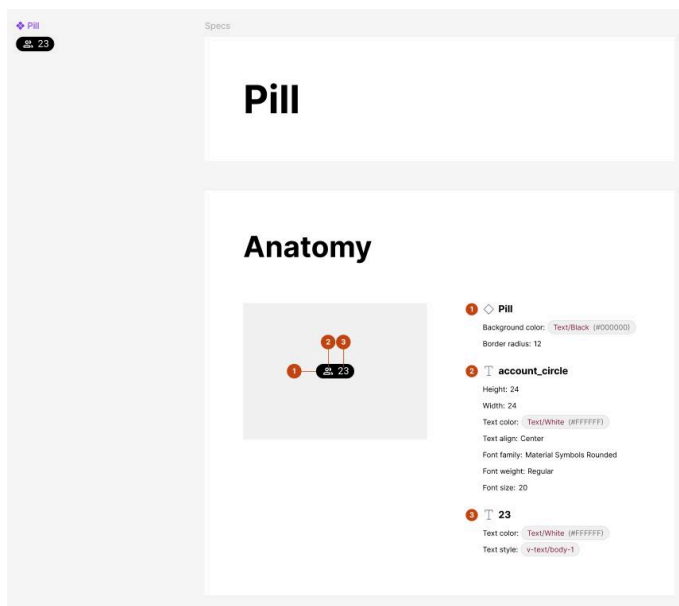 Pill
23
Specs
Pill
Anatomy
2 3
1 23
1 Pill
Background color: Text/Black (#000000)
Border radius: 12
2 T account_circle
Height: 24
Width: 24
Text color: Text/White (#FFFFFF)
Text align: Center
Font family: Material Symbols Rounded
Font weight: Regular
Font size: 20
3 T 23
Text color: Text/White (#FFFFFF)
Text style: v-text/body-1